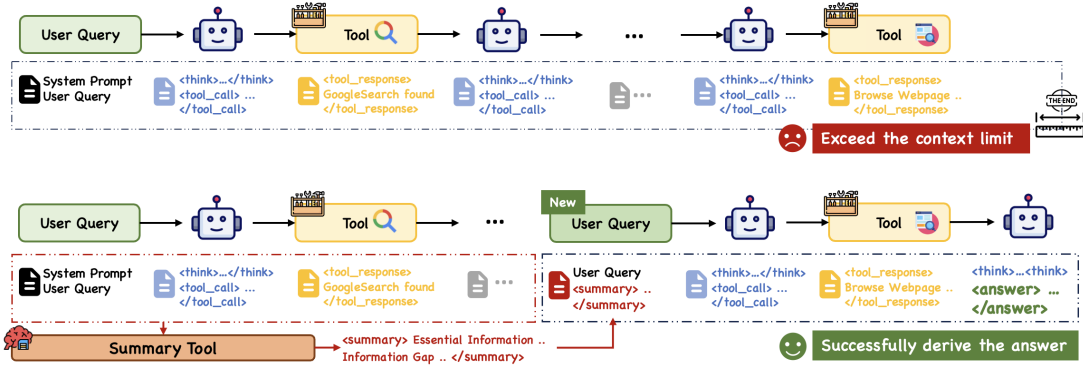 User Query
Tool
...
Tool
System Prompt
User Query
<think>...</think>
<tool_call> ...
</tool_call>
<tool_response>
GoogleSearch found
</tool_response>
<think>...</think>
<tool_call> ...
</tool_call>
...
<think>...</think>
<tool_call> ...
</tool_call>
<tool_response>
Browse Webpage ..
</tool_response>
THE END
Exceed the context limit
User Query
Tool
...
New
User Query
Tool
System Prompt
User Query
<think>...</think>
<tool_call> ...
</tool_call>
<tool_response>
GoogleSearch found
</tool_response>
...
User Query
<summary> ..
</summary>
<think>...</think>
<tool_call> ...
</tool_call>
<tool_response>
Browse Webpage ..
</tool_response>
<think>...<think>
<answer> ...
</answer>
Summary Tool
<summary> Essential Information ..
Information Gap .. </summary>
Successfully derive the answer